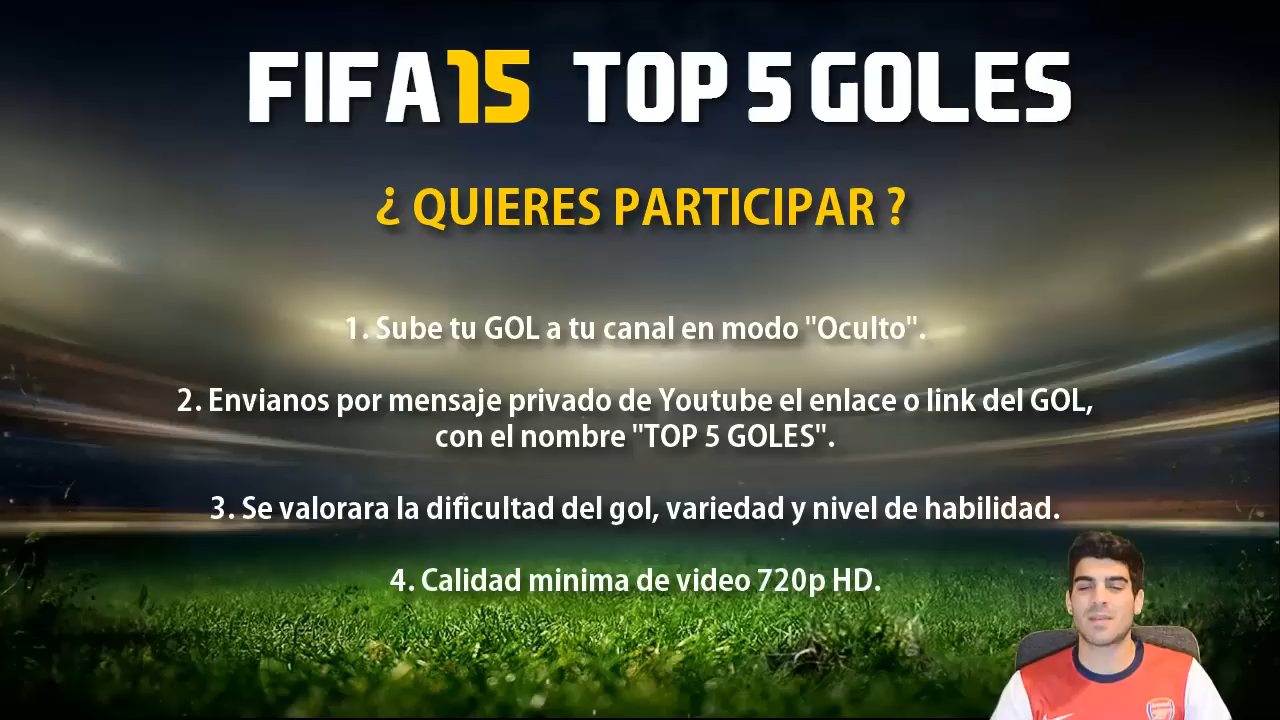 FIFA15 TOP 5 GOLES
¿ QUIERES PARTICIPAR ?
1. Sube tu GOL a tu canal en modo "Oculto".
2. Envianos por mensaje privado de Youtube el enlace o link del GOL,
con el nombre "TOP 5 GOLES".
3. Se valorara la dificultad del gol, variedad y nivel de habilidad.
4. Calidad minima de video 720p HD.